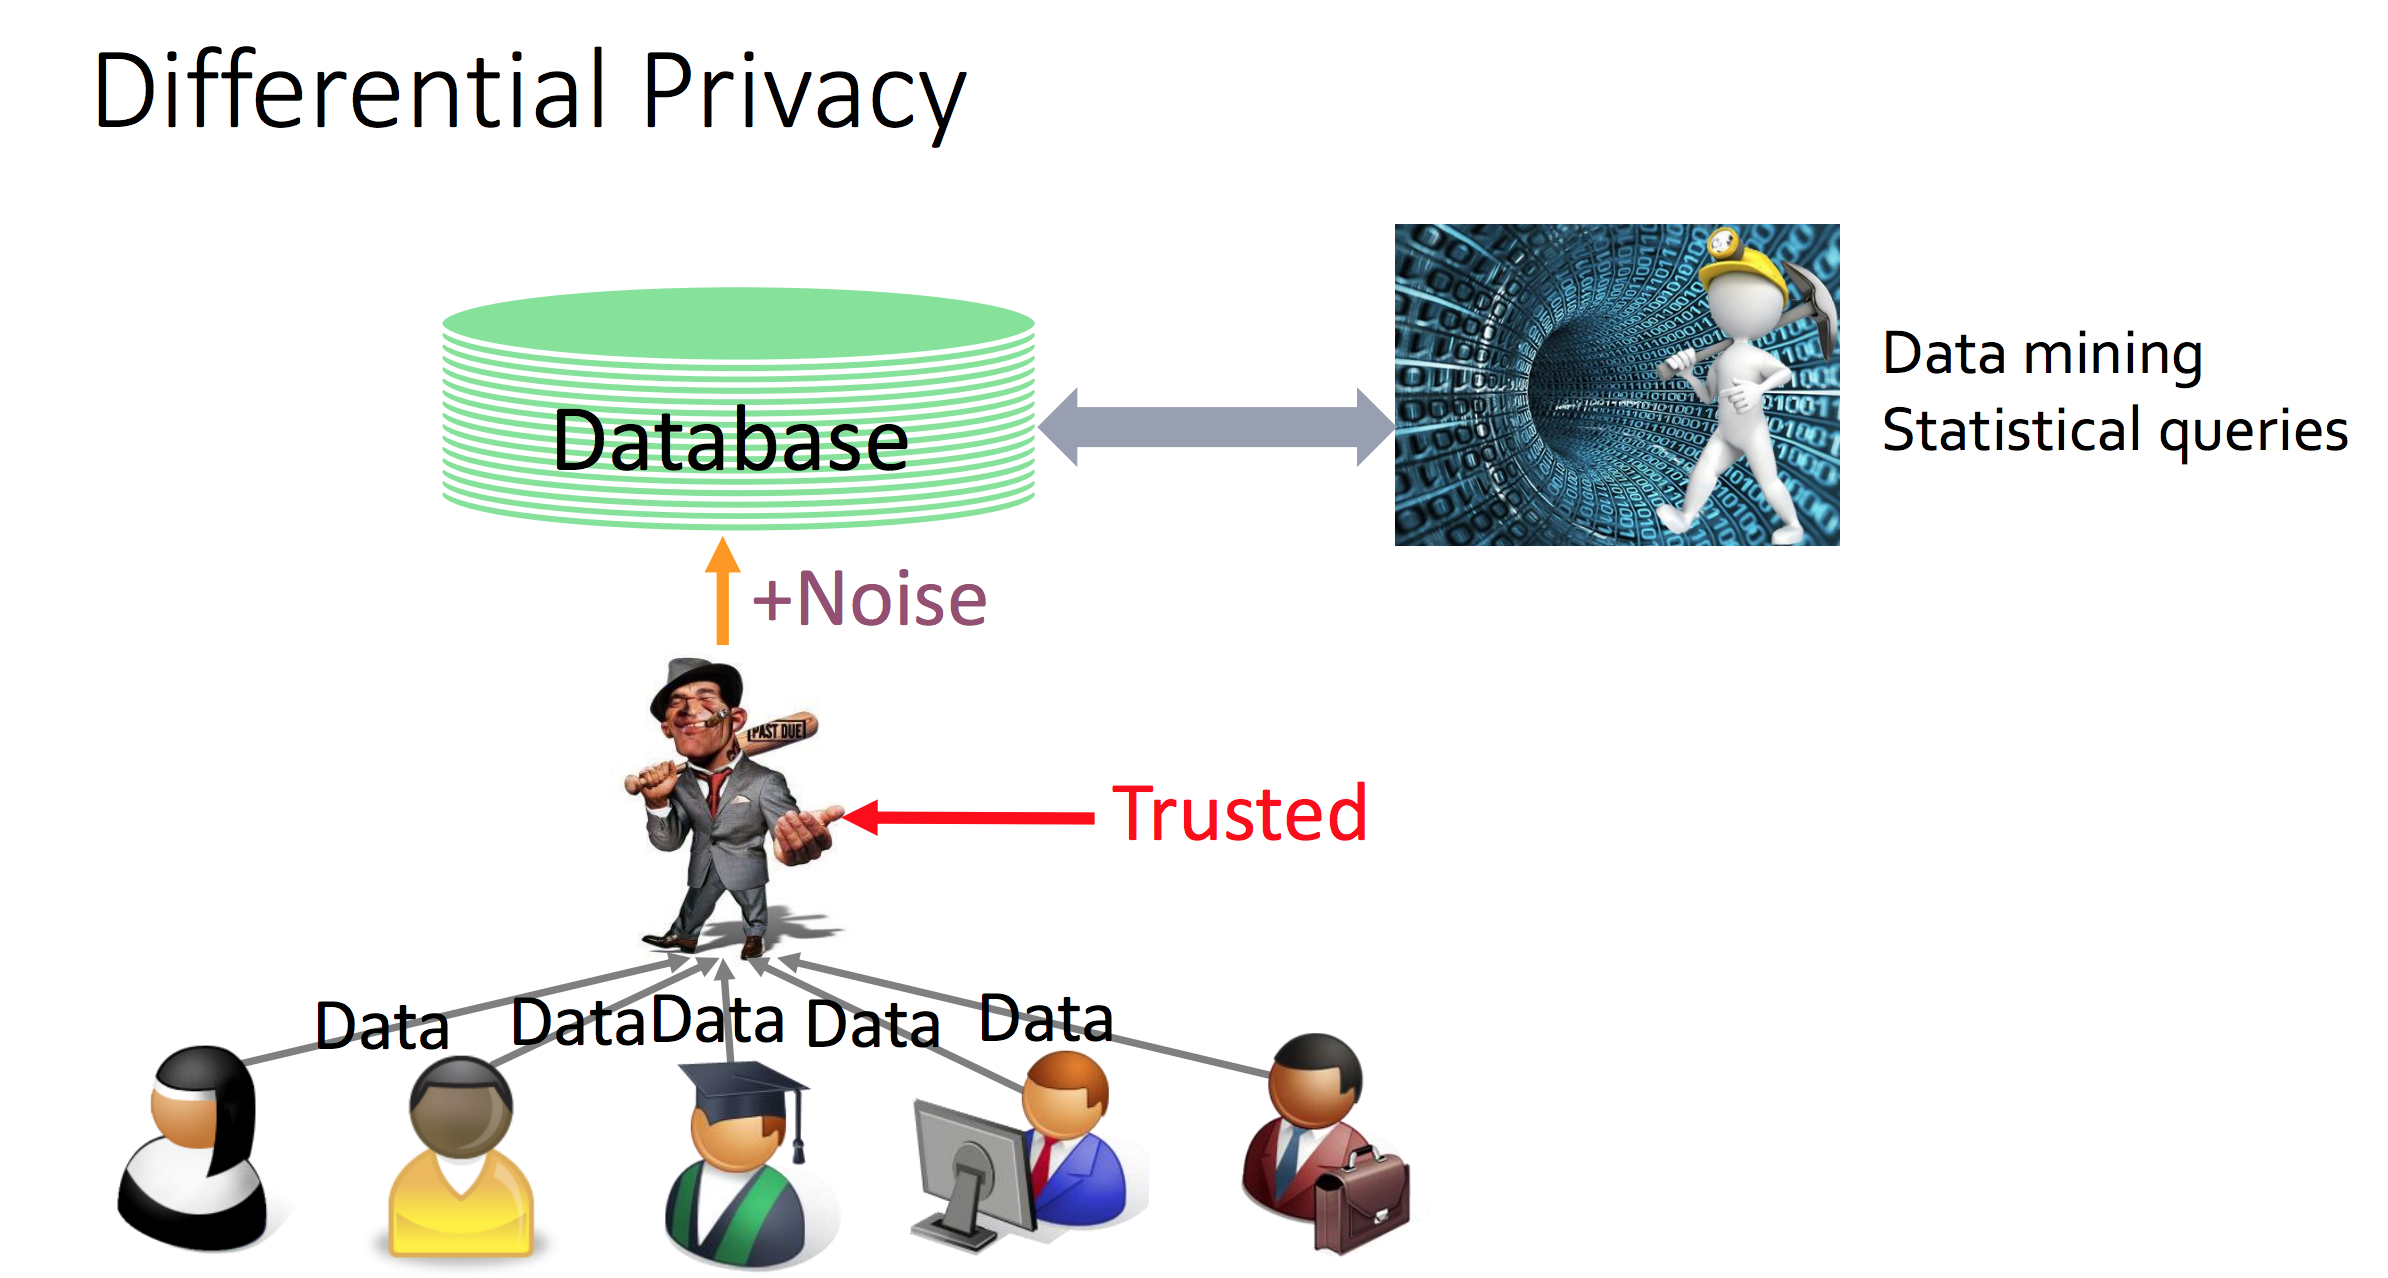 Differential Privacy
Database
Data mining
Statistical queries
+Noise
PAST DUE
Trusted
Data Data Data Data Data